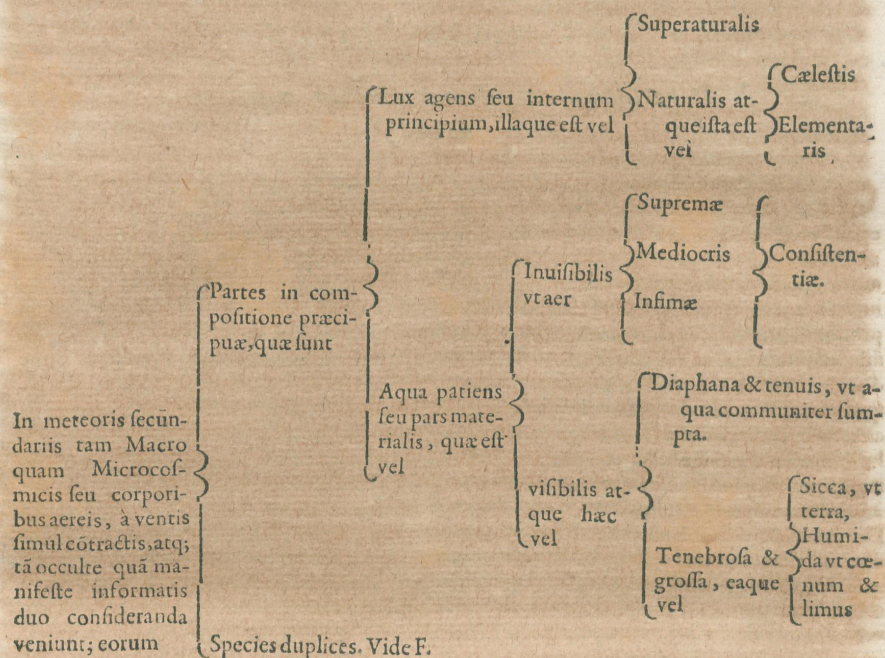 Superaturalis
Lux agens ſeu internum
principium, illaque eſt vel
Naturalis at-
queiſta eſt
vel
Cæleſtis
Elementa-
ris
In meteoris ſecūn-
dariis tam Macro
quam Microcoſ-
micis ſeu corpori-
bus aereis, à ventis
ſimul cōtractis, atq;
tā occulte quā ma-
nifeſte informatis
duo conſideranda
veniunt; eorum
Partes in com-
poſitione præci-
puæ, quæ ſunt
Aqua patiens
ſeu pars mate-
rialis, quæ eſt
vel
Inuiſibilis
vt aer
Supremæ
Mediocris
Infimæ
Conſiſten-
tiæ.
viſibilis at-
que hæc
vel
Diaphana & tenuis, vt a-
qua communiter ſum-
pta.
Tenebroſa &
groſſa, eaque
vel
Sicca, vt
terra,
Humi-
da vt cœ-
num &
limus
Species duplices. Vide F.